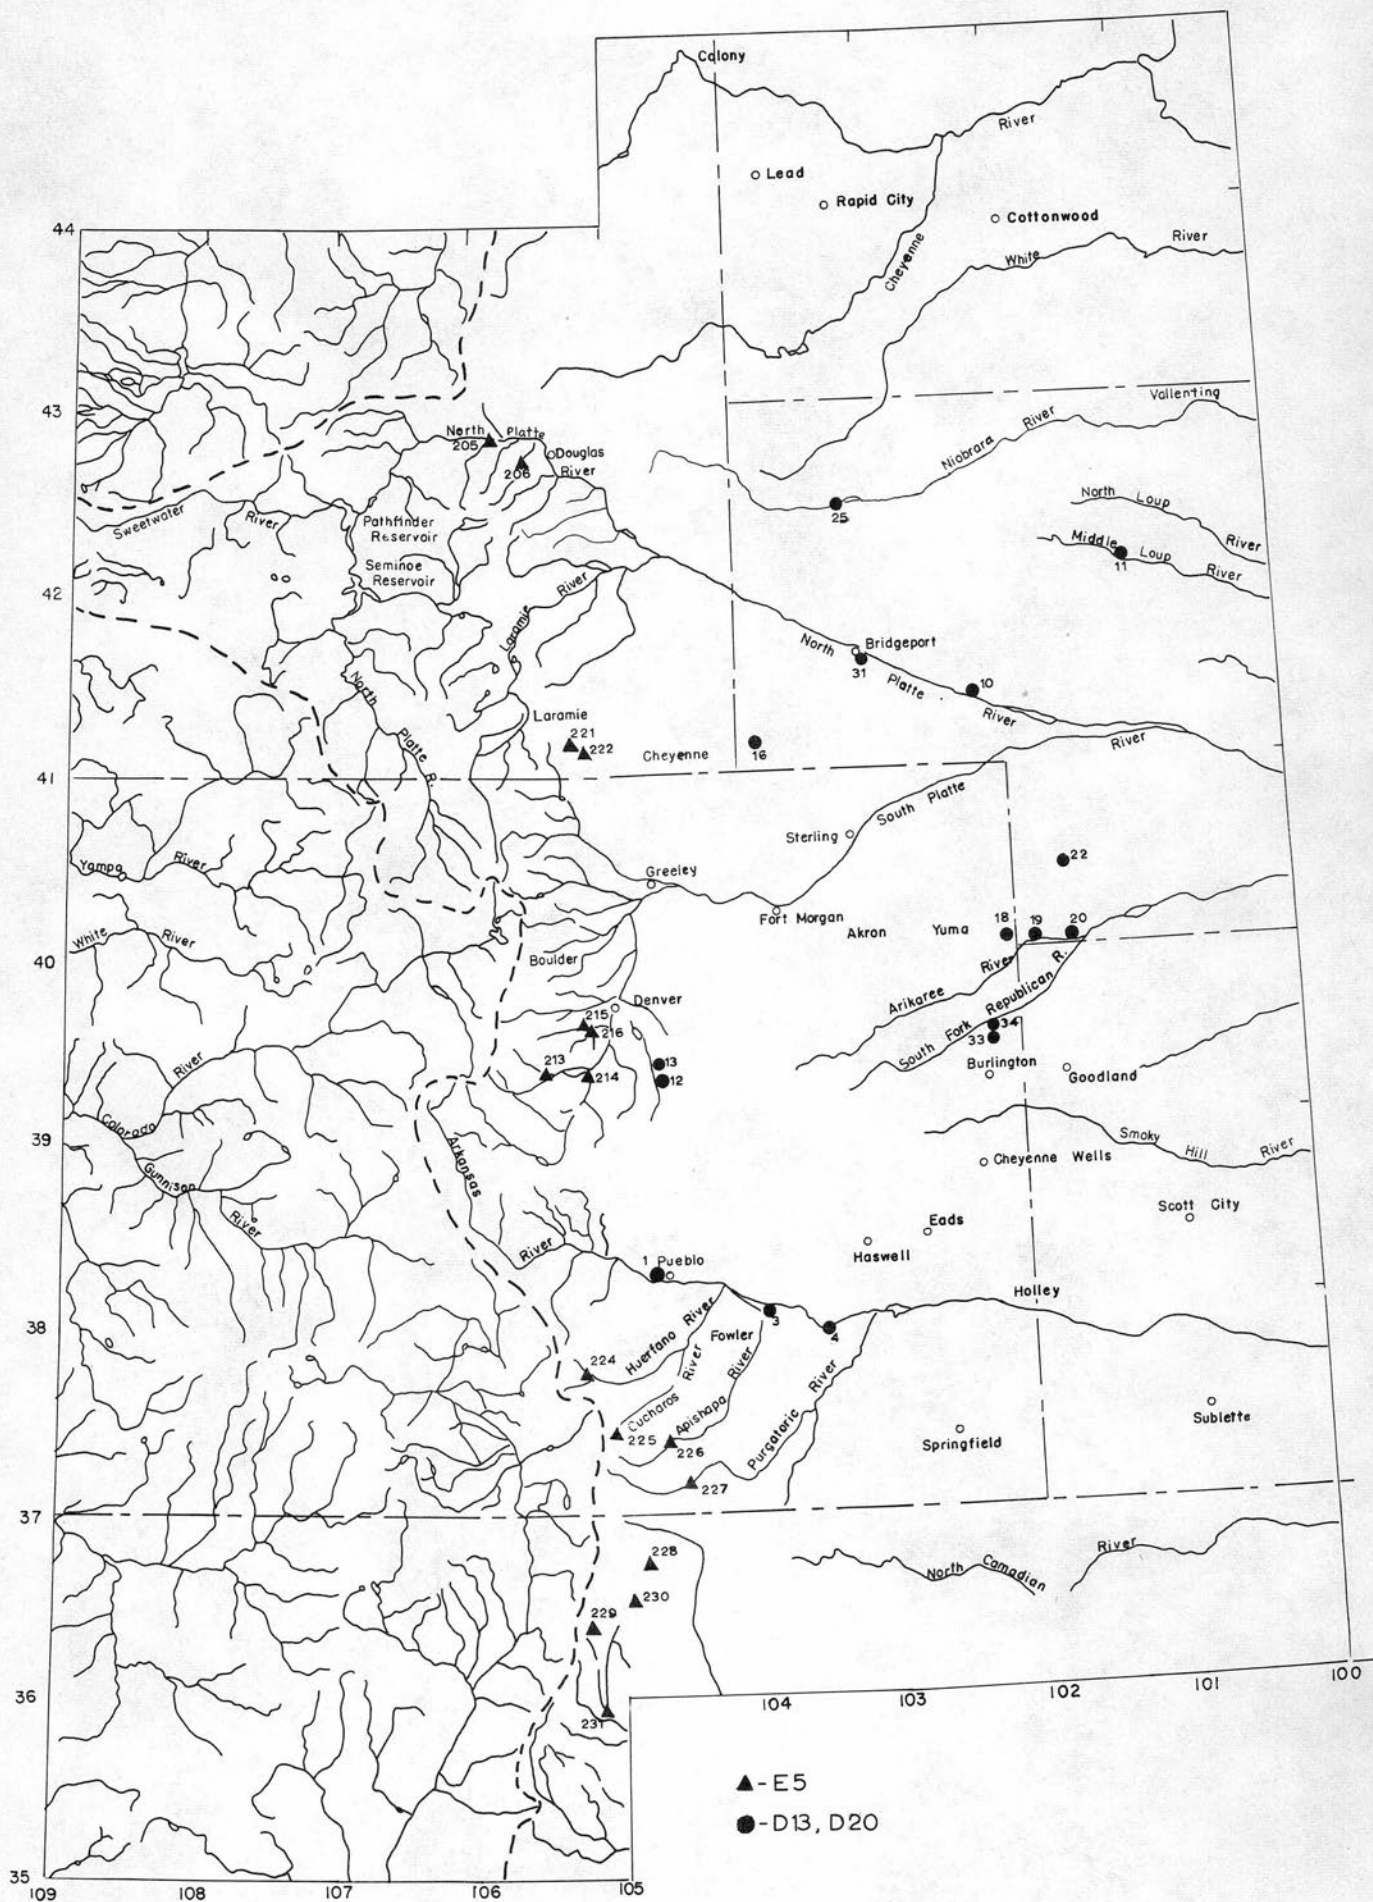 Colony
River
Lead
Rapid City
Cottonwood
44
Cheyenne
White
River
43
Vallenting
North Platte
205
Douglas
206
River
Niobrara River
25
North Loup
River
Middle Loup
11
River
Sweetwater
River
Pathfinder
Reservoir
Seminoe
Reservoir
42
River
Laramie
North
Platte
River
Bridgeport
31
10
North
Platte R.
Laramie
221
222
Cheyenne
16
River
41
South Platte
Sterling
Yampa
River
Greeley
22
Fort Morgan
Akron
Yuma
18
19
20
White
River
40
Boulder
River
Arikaree
South Fork Republican R.
Denver
215
216
34
33
13
12
213
214
Burlington
Goodland
River
Colorado
39
Gunnison
River
Arkansas
River
Smoky Hill River
Cheyenne Wells
Scott City
Eads
Haswell
1 Pueblo
Holley
38
3
4
Huerfano River
Fowler
224
Cucharos River
Apishapa River
Purgatoric River
225
226
227
Springfield
Sublette
37
228
River
North Camadian
230
229
36
231
104
103
102
101
100
▲-E5
●-D13, D20
35
109
108
107
106
105